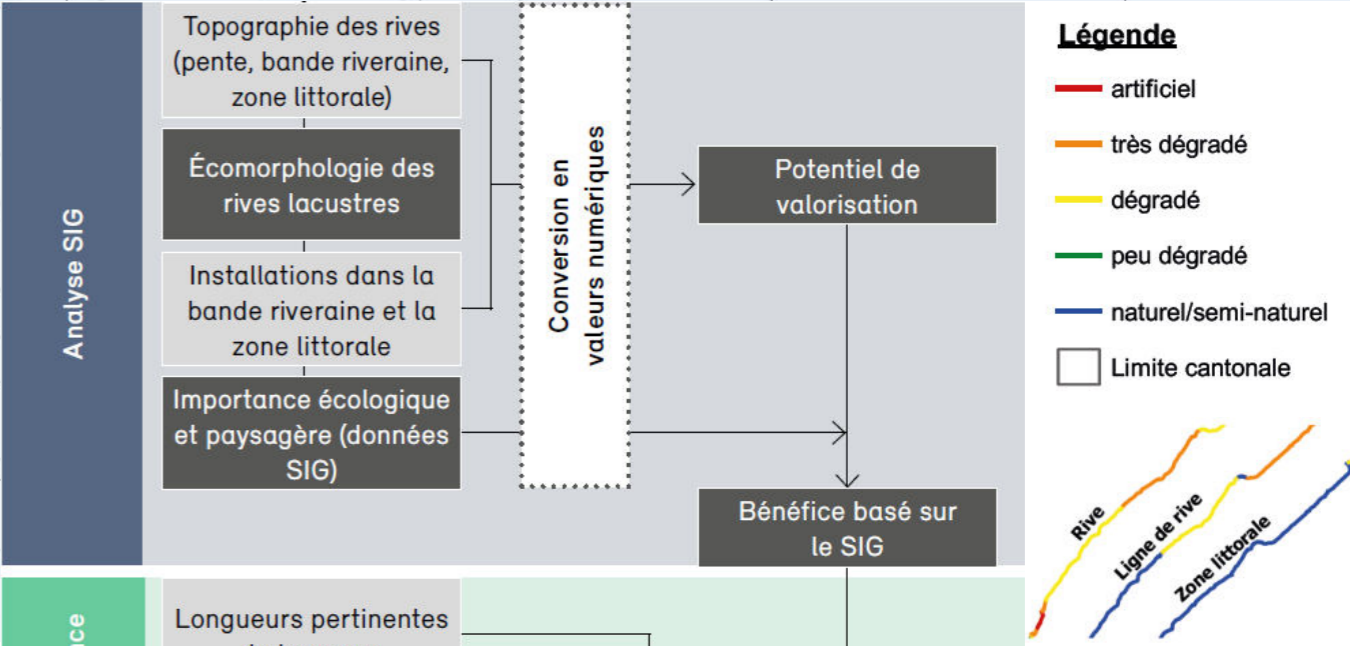 Analyse SIG
Topographie des rives
(pente, bande riveraine,
zone littorale)
Écomorphologie des
rives lacustres
Installations dans la
bande riveraine et la
zone littorale
Importance écologique
et paysagère (données
SIG)
Conversion en
valeurs numériques
Potentiel de
valorisation
Bénéfice basé sur
le SIG
Longueurs pertinentes
Légende
artificiel
très dégradé
dégradé
peu dégradé
naturel/semi-naturel
Limite cantonale
Rive
Ligne de rive
Zone littorale